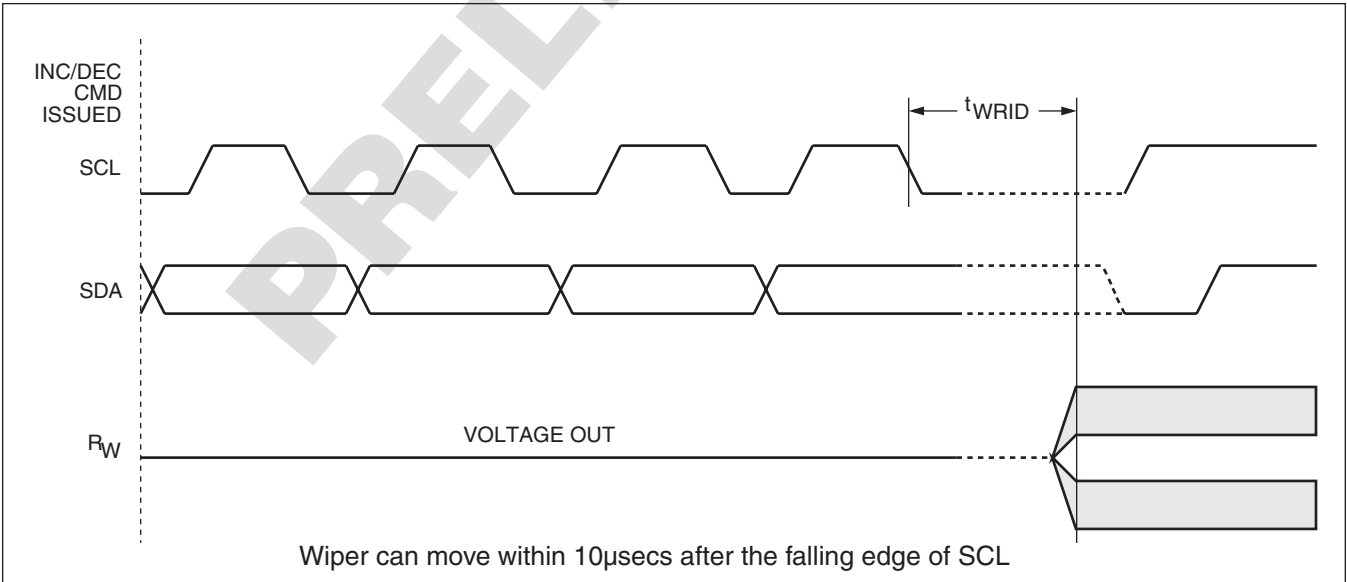 PREL
INC/DEC
CMD
ISSUED
tWRID
SCL
SDA
RW
VOLTAGE OUT
Wiper can move within 10µsecs after the falling edge of SCL